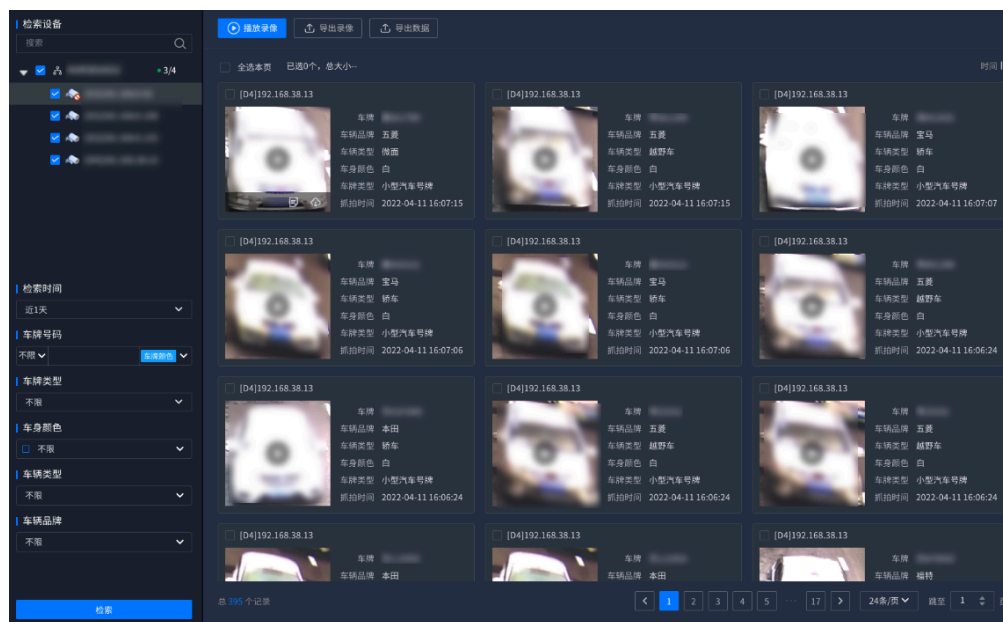 检索设备
搜索
3/4
检索时间
近1天
车牌号码
不限
车牌颜色
车牌类型
不限
车身颜色
不限
车辆类型
不限
车辆品牌
不限
检索
播放录像 导出录像 导出数据
全选本页 已选0个，总大小-- 时间
[D4]192.168.38.13
车牌
车辆品牌 五菱
车辆类型 微面
车身颜色 白
车牌类型 小型汽车号牌
抓拍时间 2022-04-11 16:07:15
[D4]192.168.38.13
车牌
车辆品牌 五菱
车辆类型 越野车
车身颜色 白
车牌类型 小型汽车号牌
抓拍时间 2022-04-11 16:07:15
[D4]192.168.38.13
车牌
车辆品牌 宝马
车辆类型 轿车
车身颜色 白
车牌类型 小型汽车号牌
抓拍时间 2022-04-11 16:07:07
[D4]192.168.38.13
车牌
车辆品牌 宝马
车辆类型 轿车
车身颜色 白
车牌类型 小型汽车号牌
抓拍时间 2022-04-11 16:07:06
[D4]192.168.38.13
车牌
车辆品牌 宝马
车辆类型 轿车
车身颜色 白
车牌类型 小型汽车号牌
抓拍时间 2022-04-11 16:07:06
[D4]192.168.38.13
车牌
车辆品牌 五菱
车辆类型 越野车
车身颜色 白
车牌类型 小型汽车号牌
抓拍时间 2022-04-11 16:06:24
[D4]192.168.38.13
车牌
车辆品牌 本田
车辆类型 轿车
车身颜色 白
车牌类型 小型汽车号牌
抓拍时间 2022-04-11 16:06:24
[D4]192.168.38.13
车牌
车辆品牌 五菱
车辆类型 越野车
车身颜色 白
车牌类型 小型汽车号牌
抓拍时间 2022-04-11 16:06:24
[D4]192.168.38.13
车牌
车辆品牌 五菱
车辆类型 越野车
车身颜色 白
车牌类型 小型汽车号牌
抓拍时间 2022-04-11 16:06:24
[D4]192.168.38.13
车牌
车辆品牌 本田
[D4]192.168.38.13
车牌
车辆品牌 本田
[D4]192.168.38.13
车牌
车辆品牌 福特
总 395 个记录 1 2 3 4 5 ··· 17 24条/页 跳至 1